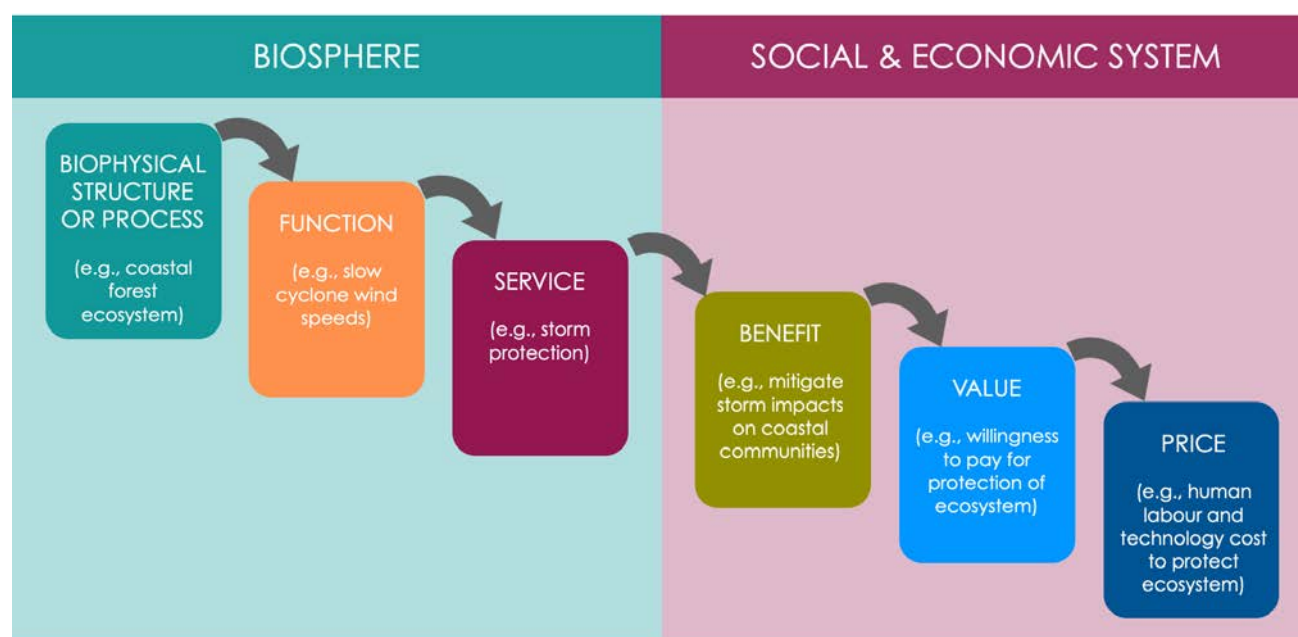 BIOSPHERE
SOCIAL & ECONOMIC SYSTEM
BIOPHYSICAL
STRUCTURE
OR PROCESS
(e.g., coastal
forest
ecosystem)
FUNCTION
(e.g., slow
cyclone wind
speeds)
SERVICE
(e.g., storm
protection)
BENEFIT
(e.g., mitigate
storm impacts
on coastal
communities)
VALUE
(e.g., willingness
to pay for
protection of
ecosystem)
PRICE
(e.g., human
labour and
technology cost
to protect
ecosystem)